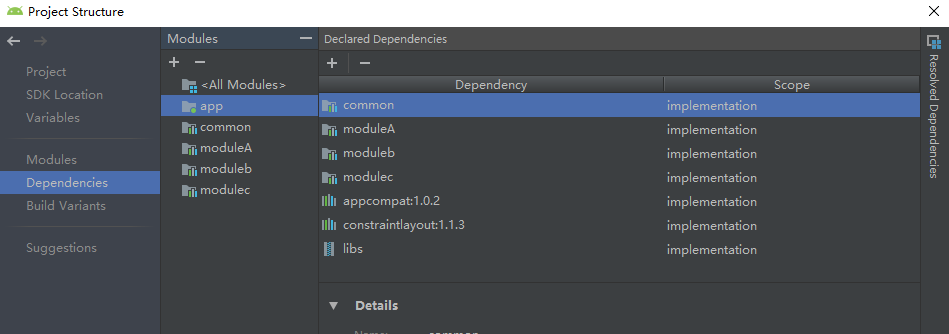 Project Structure
Modules
Declared Dependencies
Project
SDK Location
Variables
Modules
Dependencies
Build Variants
Suggestions
<All Modules>
app
common
moduleA
moduleb
modulec
Dependency Scope
common implementation
moduleA implementation
moduleb implementation
modulec implementation
appcompat:1.0.2 implementation
constraintlayout:1.1.3 implementation
libs implementation
Details
Resolved Dependencies